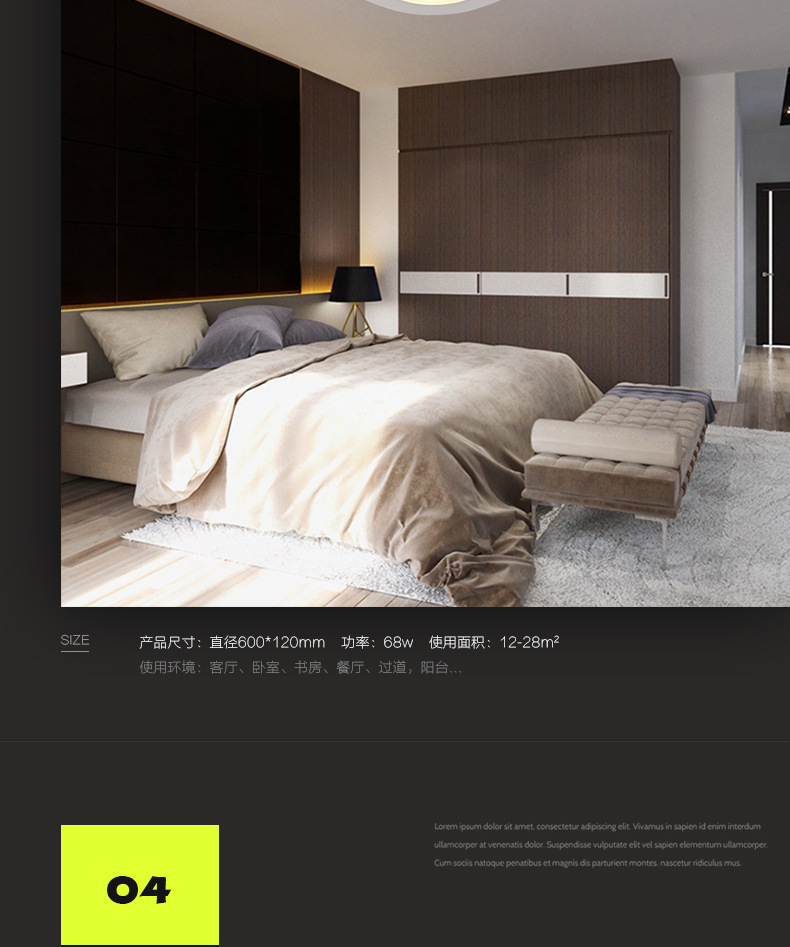 SIZE
产品尺寸：直径600*120mm 功率：68w 使用面积：12-28m²
使用环境：客厅、卧室、书房、餐厅、过道，阳台...
Lorem ipsum dolor sit amet, consectetur adipiscing elit. Vivamus in sapien id enim interdum
ullamcorper at venenatis dolor. Suspendisse vulputate elit vel sapien elementum ullamcorper.
Cum sociis natoque penatibus et magnis dis parturient montes, nascetur ridiculus mus.
04